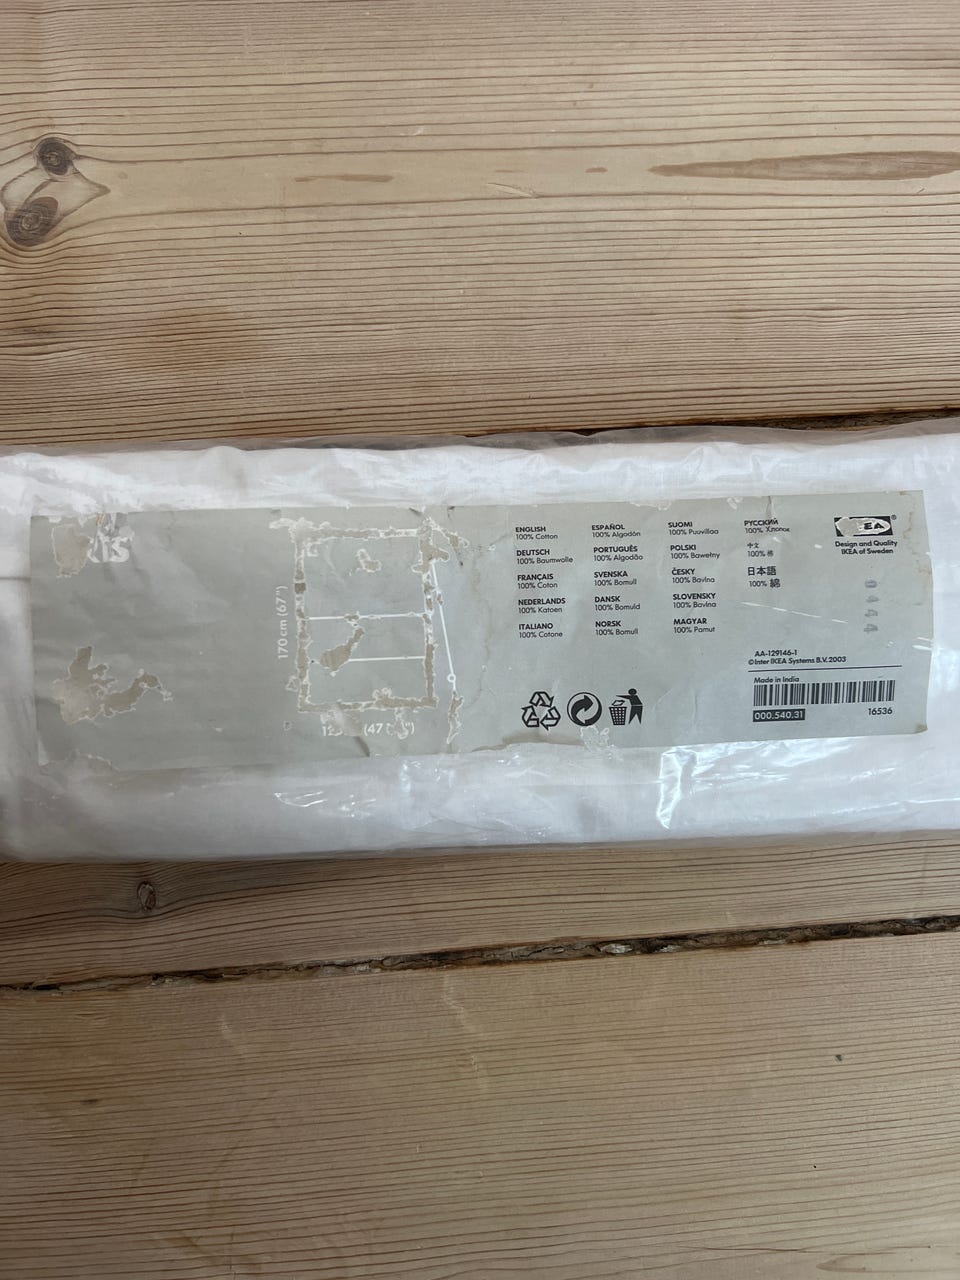 170 cm (67")
ENGLISH
100% Cotton
DEUTSCH
100% Baumwolle
FRANÇAIS
100% Coton
NEDERLANDS
100% Katoen
ITALIANO
100% Cotone
ESPAÑOL
100% Algodón
PORTUGUÊS
100% Algodão
SVENSKA
100% Bomull
DANSK
100% Bomuld
NORSK
100% Bomull
SUOMI
100% Puuvillaa
POLSKI
100% Bawełny
ČESKY
100% Bavlna
SLOVENSKY
100% Bavlna
MAGYAR
100% Pamut
РУССКИЙ
100% Хлопок
中文
100% 棉
日本語
100% 綿
®
Design and Quality
IKEA of Sweden
0444
AA-129146-1
©Inter IKEA Systems B.V. 2003
Made in India
000.540.31
16536